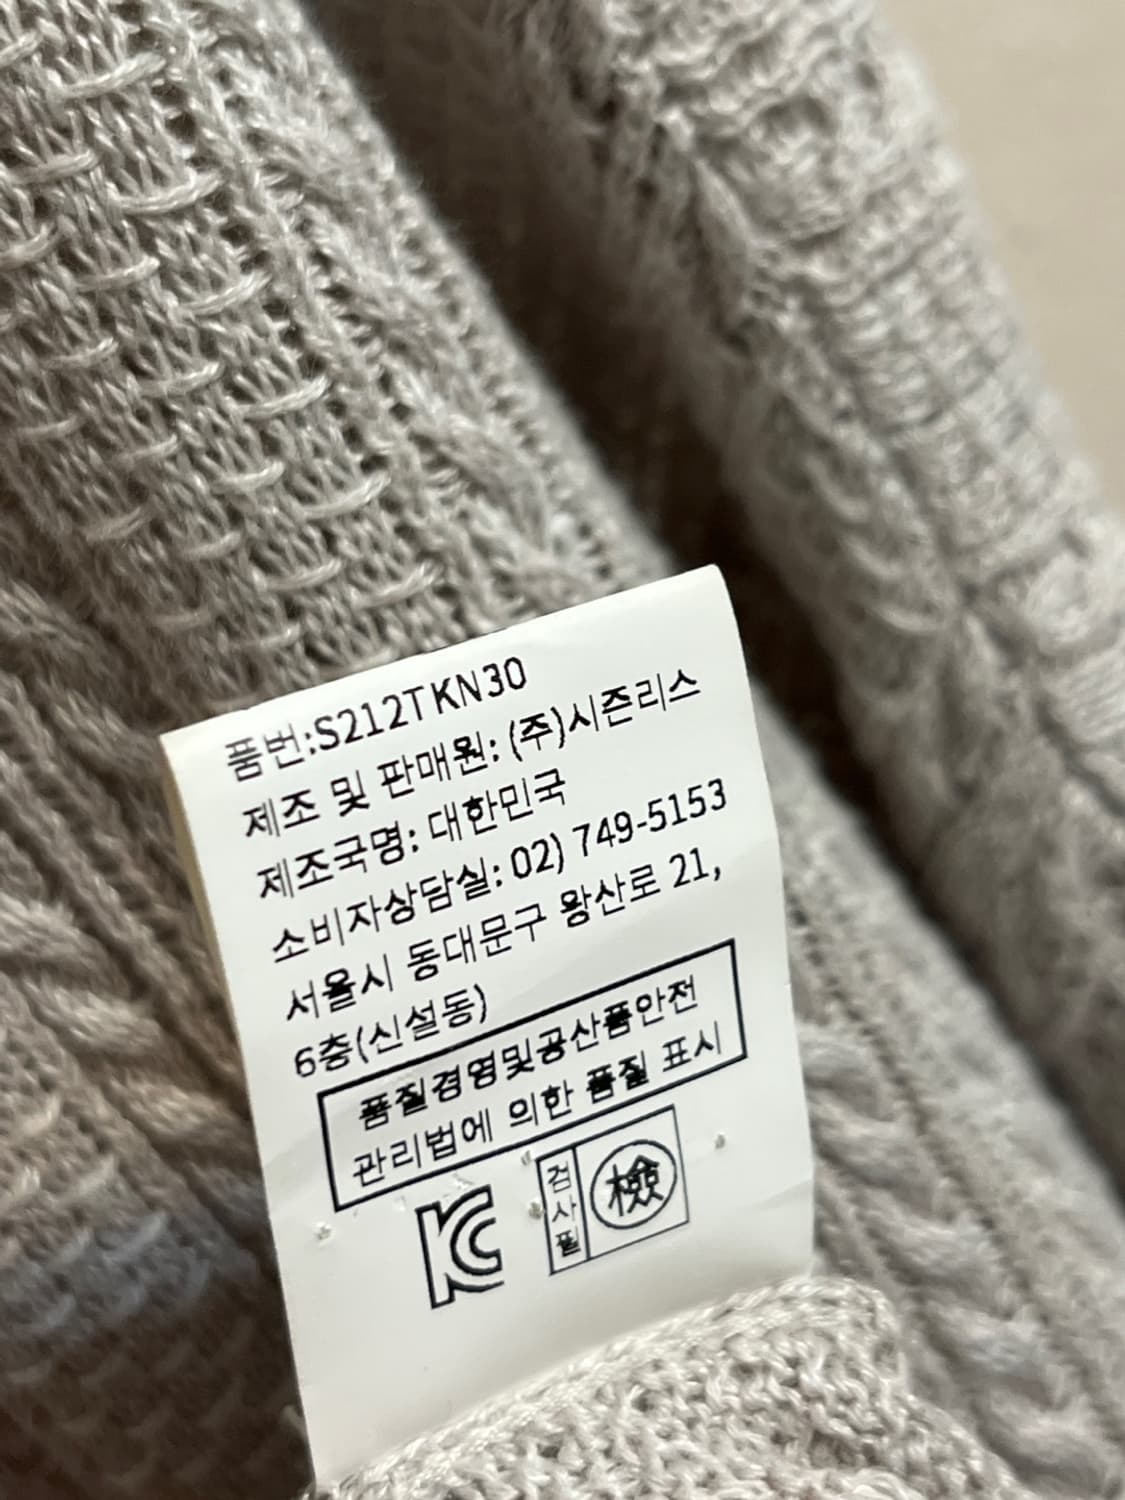 품번:S212TKN30
제조 및 판매원: (주)시즌리스
제조국명: 대한민국
소비자상담실: 02) 749-5153
서울시 동대문구 왕산로 21,
6층(신설동)
품질경영및공산품안전
관리법에 의한 품질 표시
KC
검사필
檢